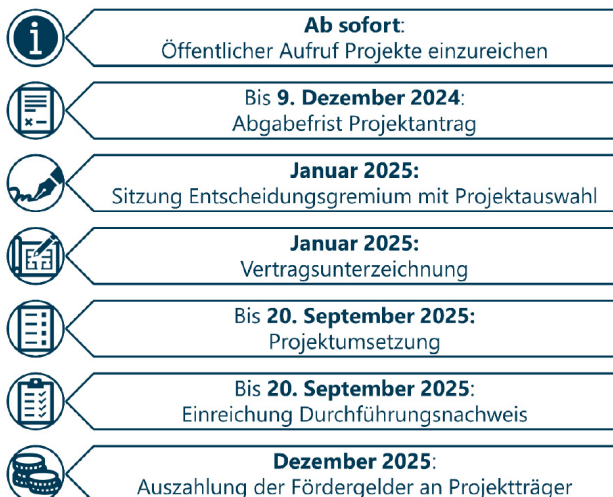 Ab sofort:
Öffentlicher Aufruf Projekte einzureichen
Bis 9. Dezember 2024:
Abgabefrist Projektantrag
Januar 2025:
Sitzung Entscheidungsgremium mit Projektauswahl
Januar 2025:
Vertragsunterzeichnung
Bis 20. September 2025:
Projektumsetzung
Bis 20. September 2025:
Einreichung Durchführungsnachweis
Dezember 2025:
Auszahlung der Fördergelder an Projektträger